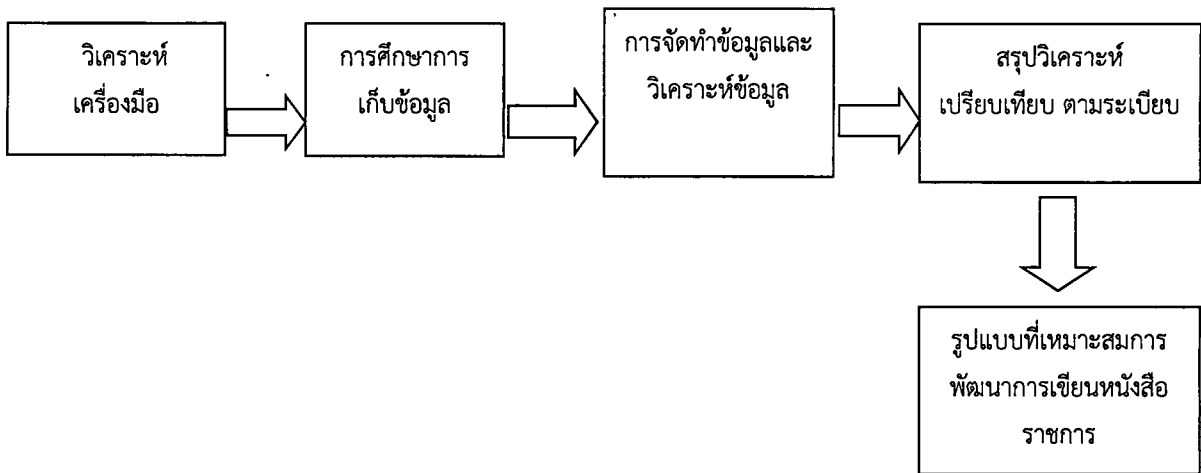 วิเคราะห์
เครื่องมือ
การศึกษาการ
เก็บข้อมูล
การจัดทำข้อมูลและ
วิเคราะห์ข้อมูล
สรุปวิเคราะห์
เปรียบเทียบ ตามระเบียบ
รูปแบบที่เหมาะสมการ
พัฒนาการเขียนหนังสือ
ราชการ